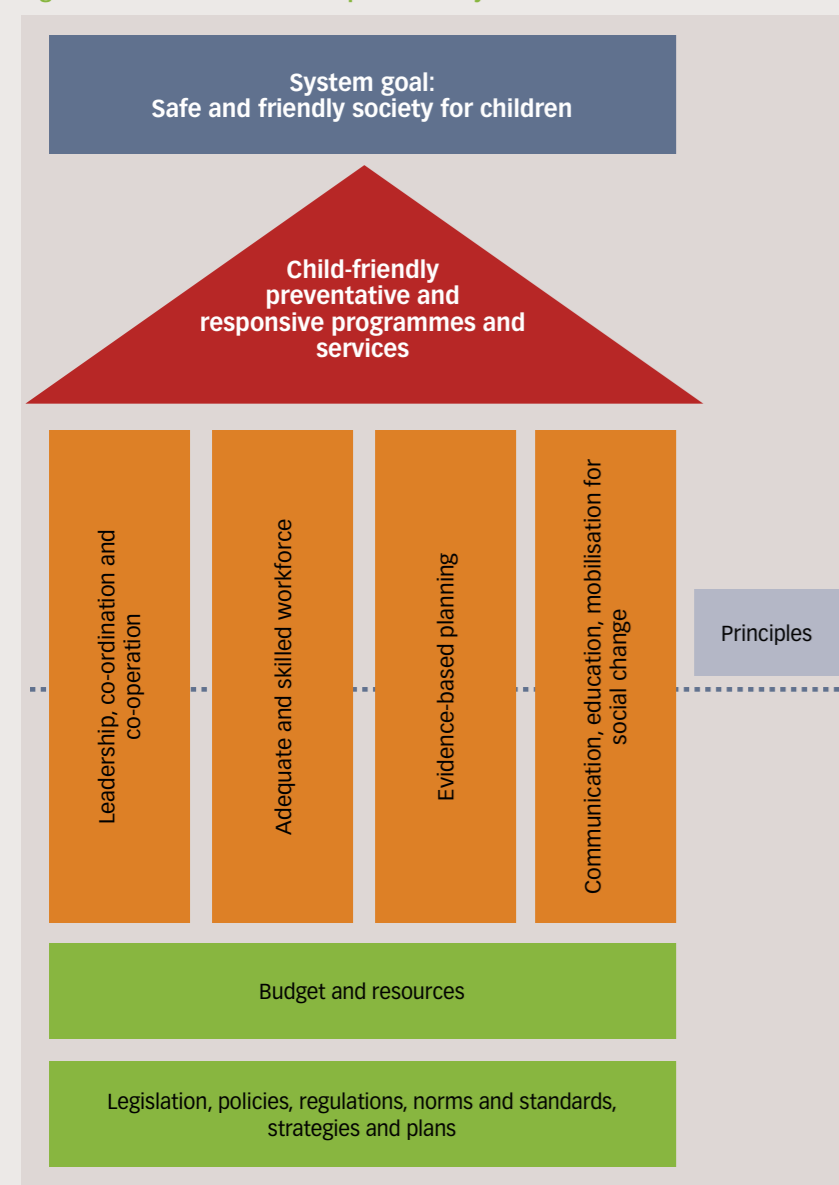 System goal:
Safe and friendly society for children
Child-friendly
preventative and
responsive programmes and
services
Leadership, co-ordination and
co-operation
Adequate and skilled workforce
Evidence-based planning
Communication, education, mobilisation for
social change
Principles
Budget and resources
Legislation, policies, regulations, norms and standards,
strategies and plans